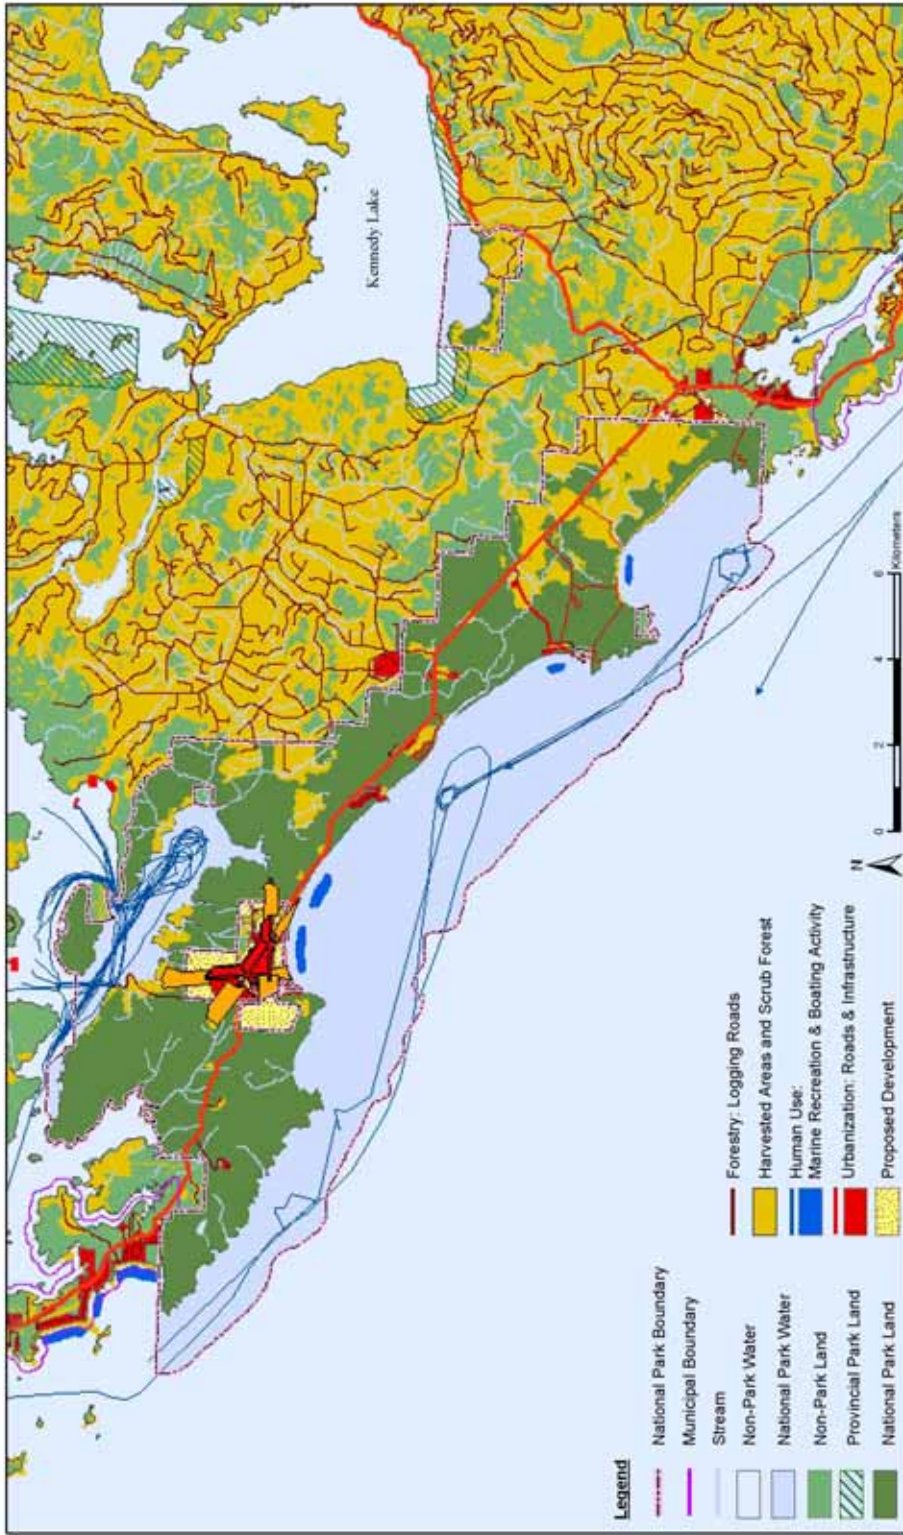 Kennedy Lake
Legend
National Park Boundary
Municipal Boundary
Stream
Non-Park Water
National Park Water
Non-Park Land
Provincial Park Land
National Park Land
Forestry: Logging Roads
Harvested Areas and Scrub Forest
Human Use:
Marine Recreation & Boating Activity
Urbanization: Roads & Infrastructure
Proposed Development
N
0 2 4 6
Kilometers